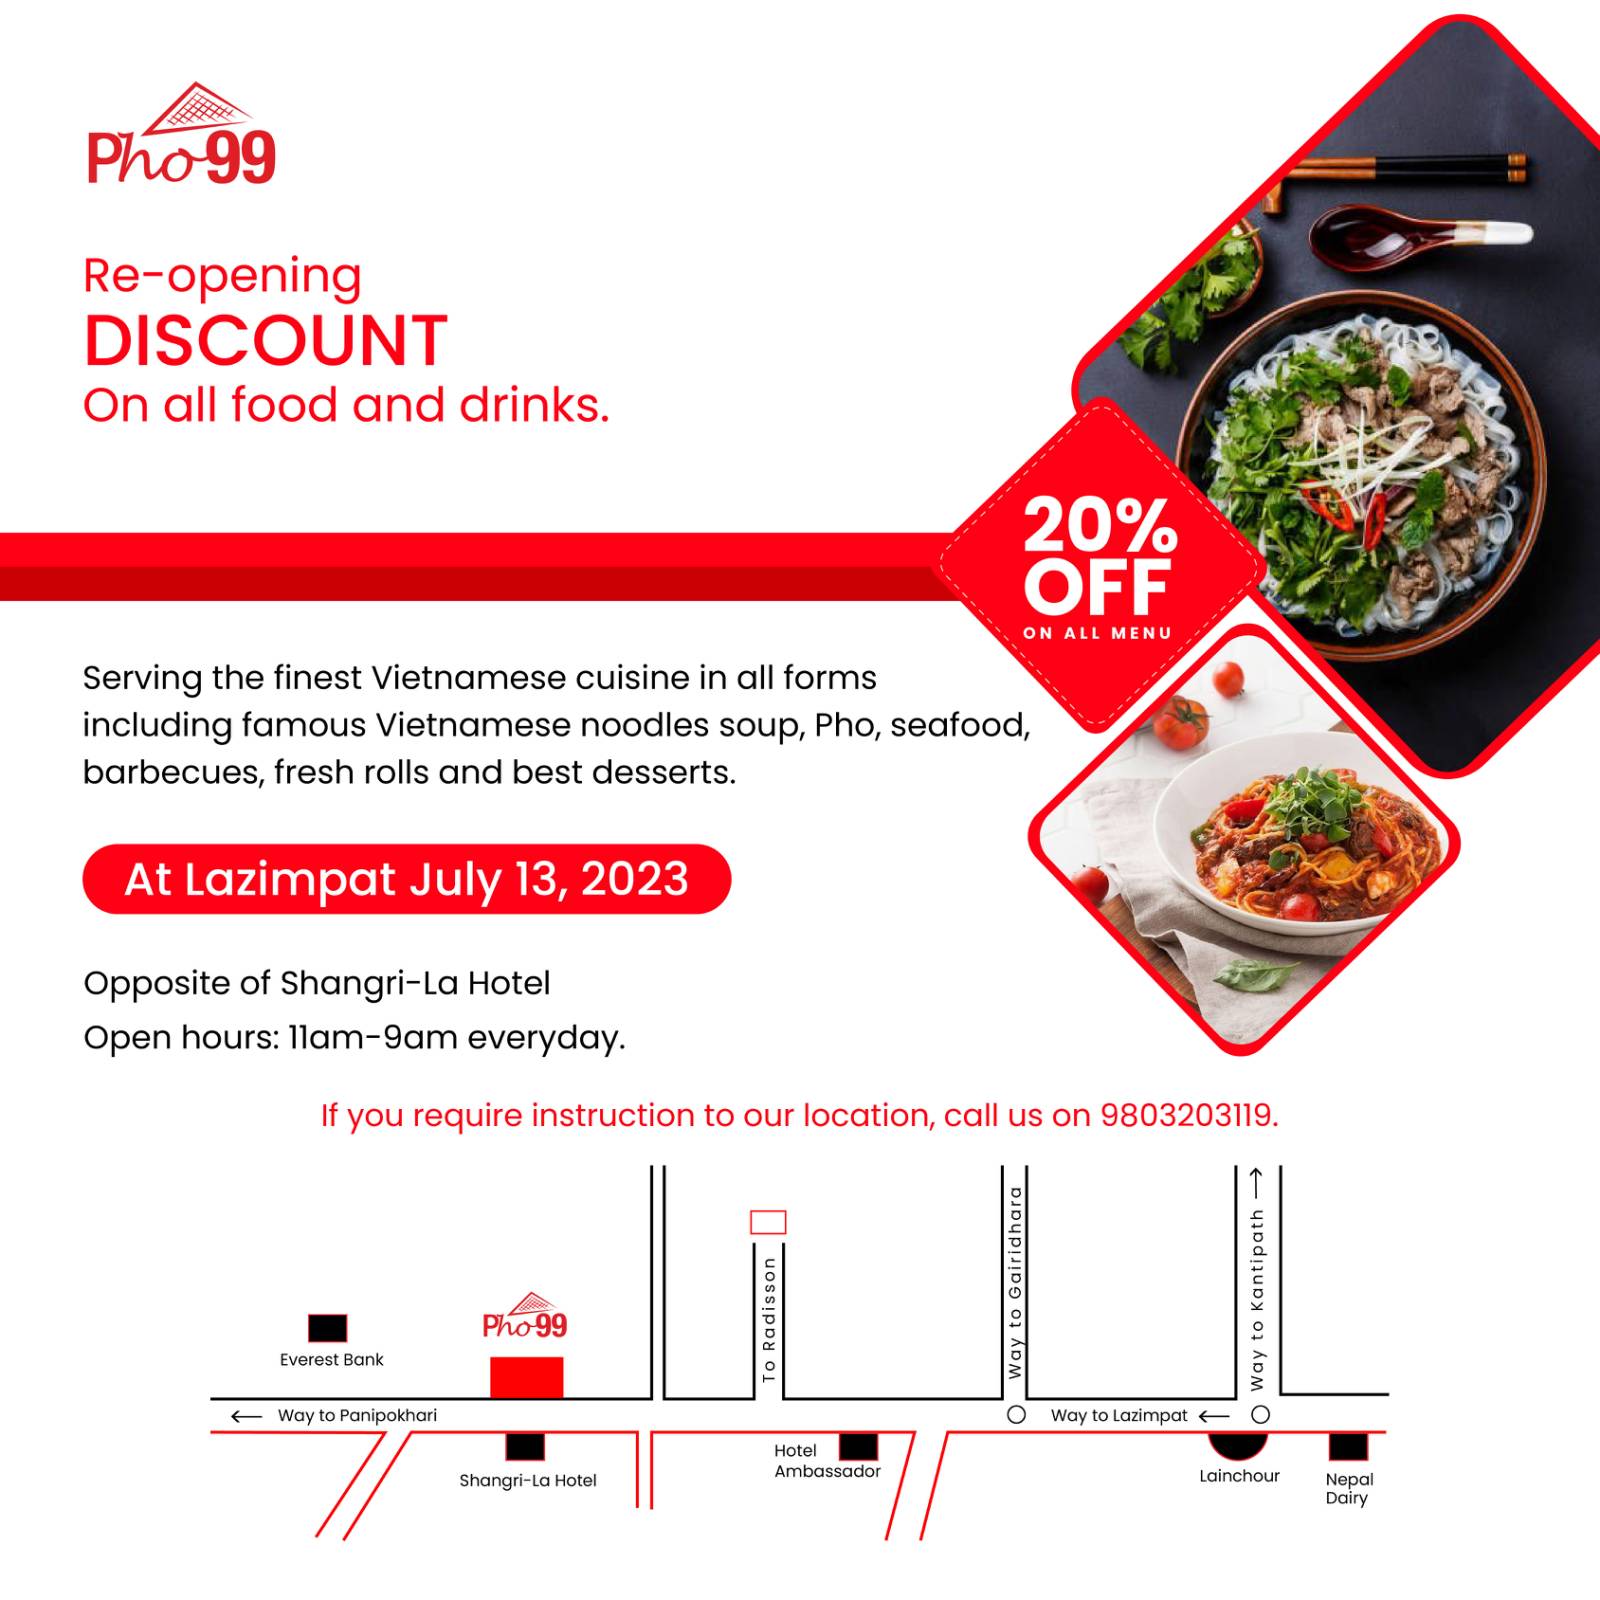 Pho99
Re-opening
DISCOUNT
On all food and drinks.
20%
OFF
ON ALL MENU
Serving the finest Vietnamese cuisine in all forms
including famous Vietnamese noodles soup, Pho, seafood,
barbecues, fresh rolls and best desserts.
At Lazimpat July 13, 2023
Opposite of Shangri-La Hotel
Open hours: 11am-9am everyday.
If you require instruction to our location, call us on 9803203119.
To Radisson
Way to Gairidhara
Way to Kantipath →
Pho99
Everest Bank
← Way to Panipokhari
Way to Lazimpat ←
Shangri-La Hotel
Hotel
Ambassador
Lainchour
Nepal
Dairy